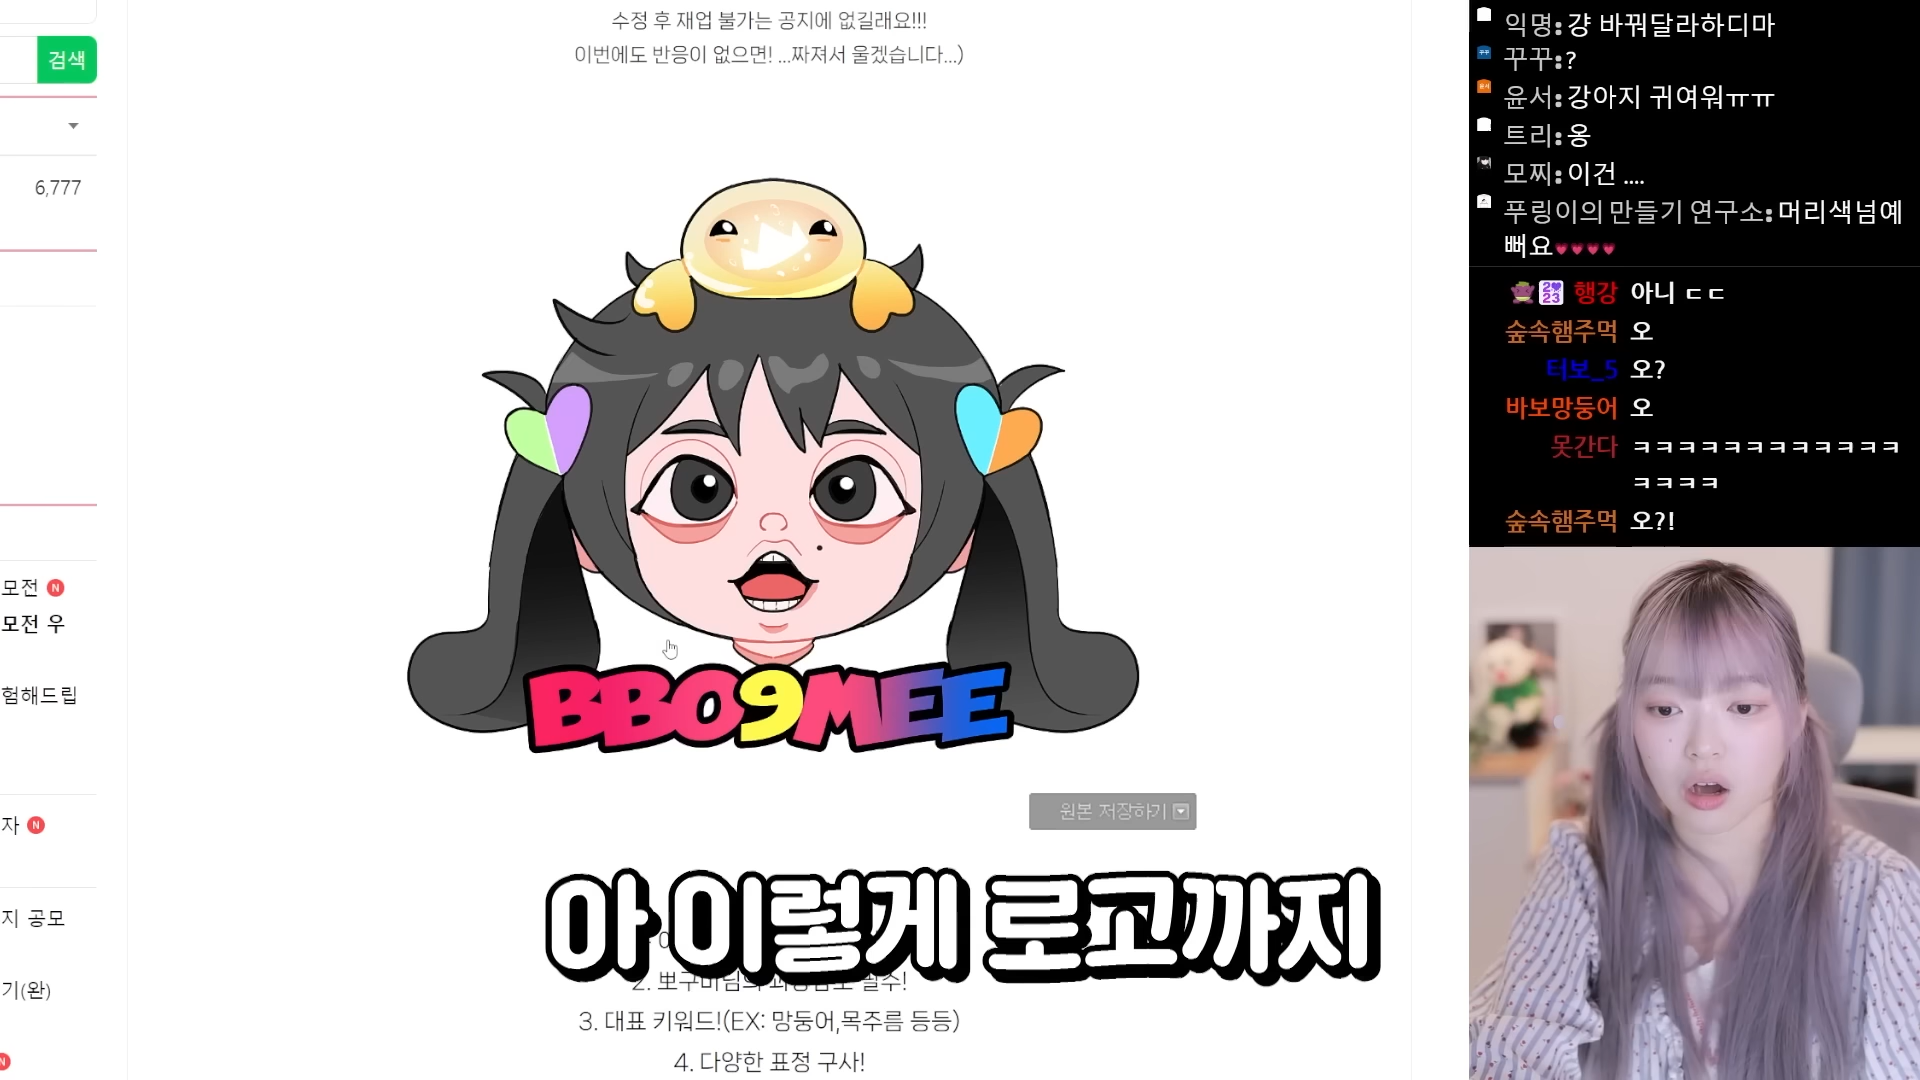 수정 후 재업 불가는 공지에 없길래요!!!
이번에도 반응이 없으면! ...짜져서 울겠습니다...)
검색
6,777
모전 N
모전 우
험해드립
자 N
지 공모
기(완)
N
BBO9MEE
원본 저장하기
아 이렇게 로고까지
3. 대표 키워드!(EX: 망둥어,목주름 등등)
4. 다양한 표정 구사!
익명: 걍 바꿔달라하디마
꾸꾸: ?
윤서: 강아지 귀여워ㅠㅠ
트리: 옹
모찌: 이건 ....
푸링이의 만들기 연구소: 머리색넘예
뻐요
2023 행강 아니 ㄷㄷ
숲속햄주먹 오
터보_5 오?
바보망둥어 오
못간다 ㅋㅋㅋㅋㅋㅋㅋㅋㅋㅋㅋㅋ
ㅋㅋㅋㅋ
숲속햄주먹 오?!